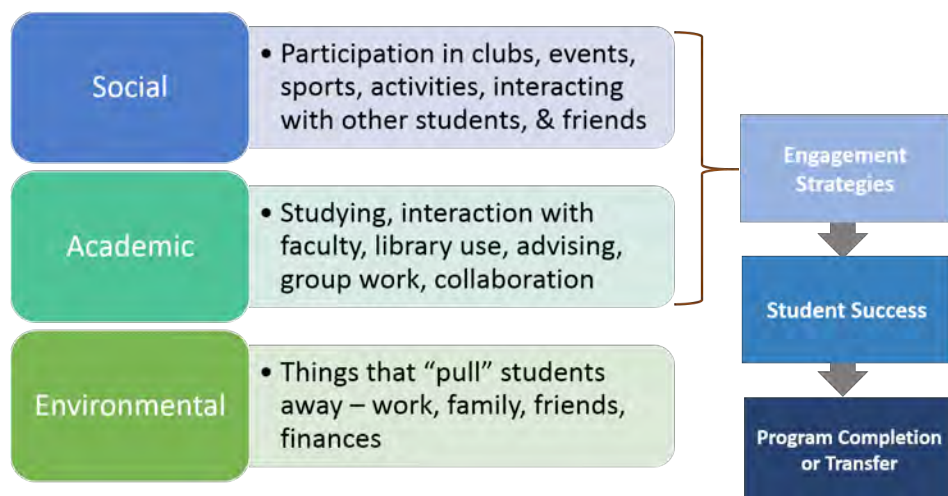 Social
• Participation in clubs, events,
sports, activities, interacting
with other students, & friends
Academic
• Studying, interaction with
faculty, library use, advising,
group work, collaboration
Environmental
• Things that “pull” students
away – work, family, friends,
finances
Engagement
Strategies
Student Success
Program Completion
or Transfer